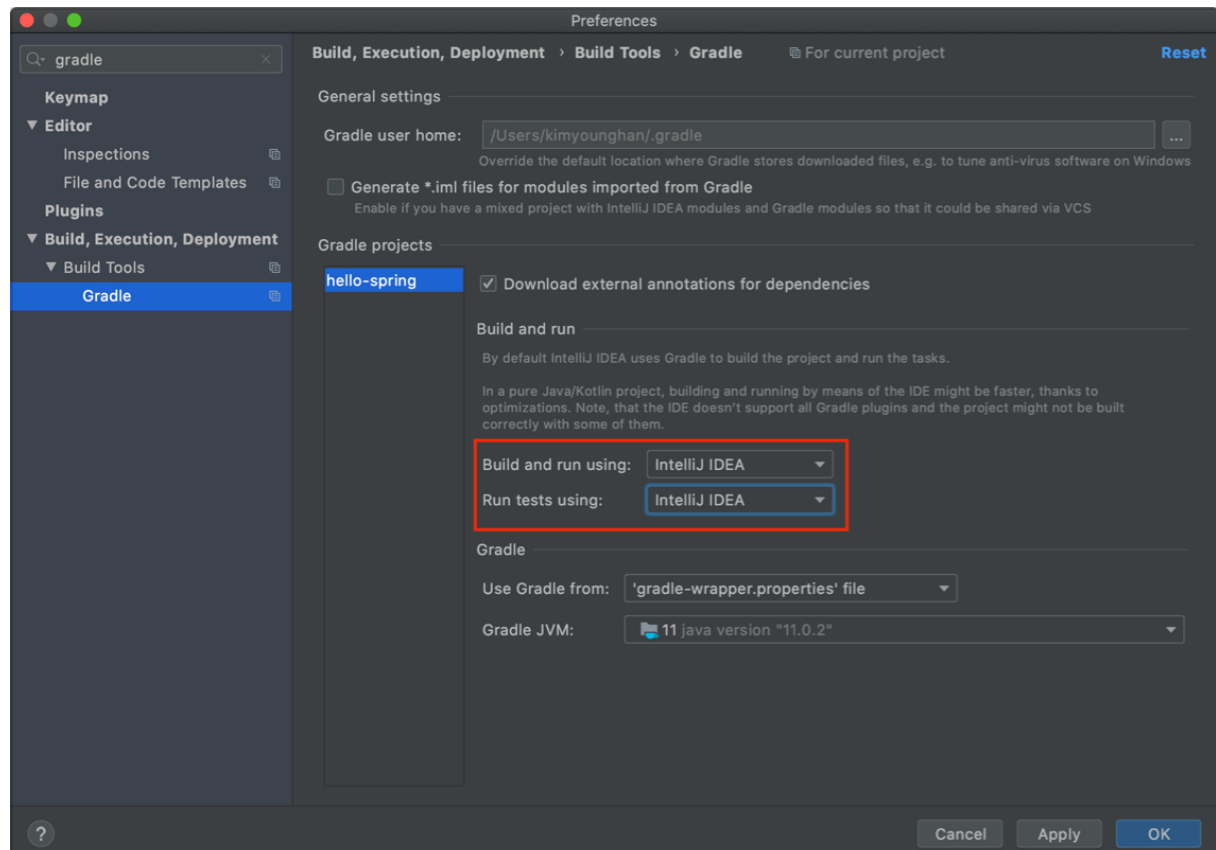 Preferences
gradle
Keymap
Editor
Inspections
File and Code Templates
Plugins
Build, Execution, Deployment
Build Tools
Gradle
Build, Execution, Deployment › Build Tools › Gradle
For current project
Reset
General settings
Gradle user home:
/Users/kimyounghan/.gradle
...
Override the default location where Gradle stores downloaded files, e.g. to tune anti-virus software on Windows
Generate *.iml files for modules imported from Gradle
Enable if you have a mixed project with IntelliJ IDEA modules and Gradle modules so that it could be shared via VCS
Gradle projects
hello-spring
Download external annotations for dependencies
Build and run
By default IntelliJ IDEA uses Gradle to build the project and run the tasks.
In a pure Java/Kotlin project, building and running by means of the IDE might be faster, thanks to
optimizations. Note, that the IDE doesn't support all Gradle plugins and the project might not be built
correctly with some of them.
Build and run using: IntelliJ IDEA
Run tests using: IntelliJ IDEA
Gradle
Use Gradle from: 'gradle-wrapper.properties' file
Gradle JVM: 11 java version "11.0.2"
?
Cancel
Apply
OK